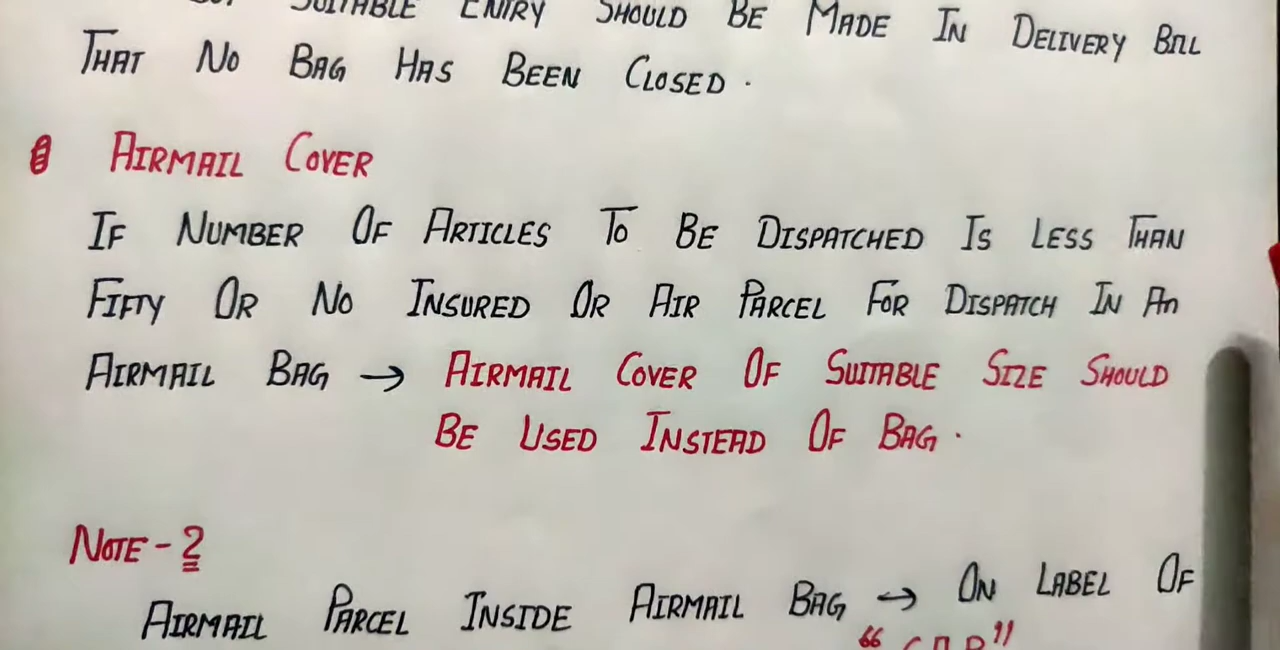 SUITABLE ENTRY SHOULD BE MADE IN DELIVERY BILL
THAT NO BAG HAS BEEN CLOSED.
AIRMAIL COVER
IF NUMBER OF ARTICLES TO BE DISPATCHED IS LESS THAN
FIFTY OR NO INSURED OR AIR PARCEL FOR DISPATCH IN An
AIRMAIL BAG → AIRMAIL COVER OF SUITABLE SIZE SHOULD
BE USED INSTEAD OF BAG.
NOTE - 2
AIRMAIL PARCEL INSIDE AIRMAIL BAG → ON LABEL OF